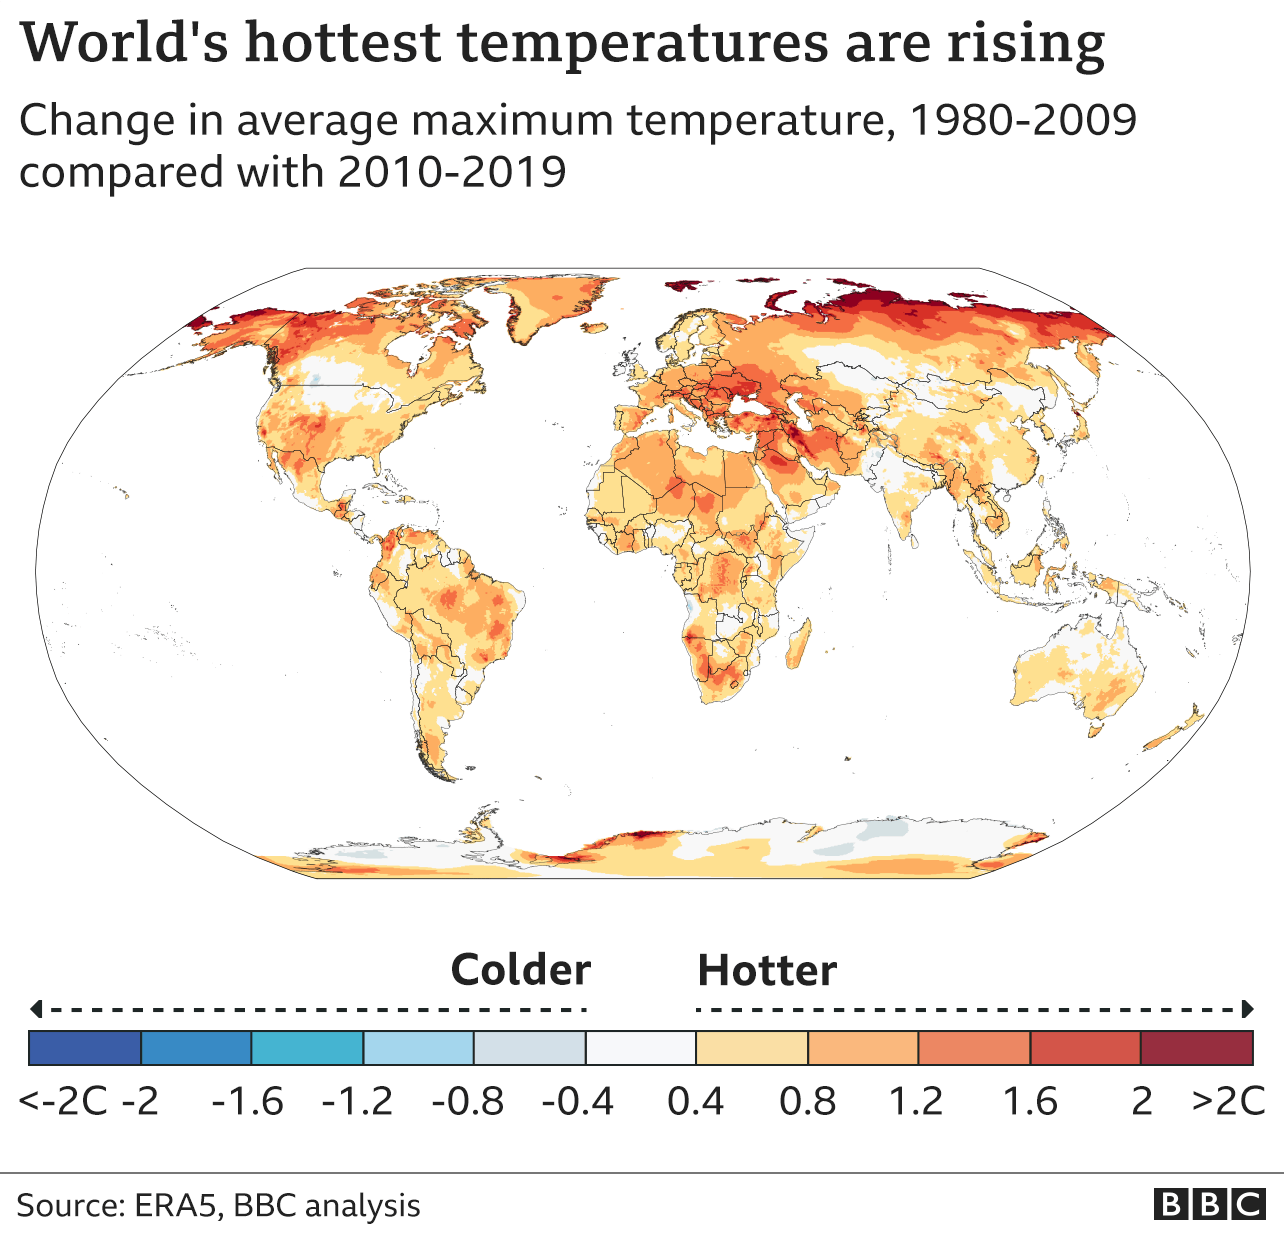 World's hottest temperatures are rising
Change in average maximum temperature, 1980-2009
compared with 2010-2019
Colder Hotter
<-2C -2 -1.6 -1.2 -0.8 -0.4 0.4 0.8 1.2 1.6 2 >2C
Source: ERA5, BBC analysis
BBC